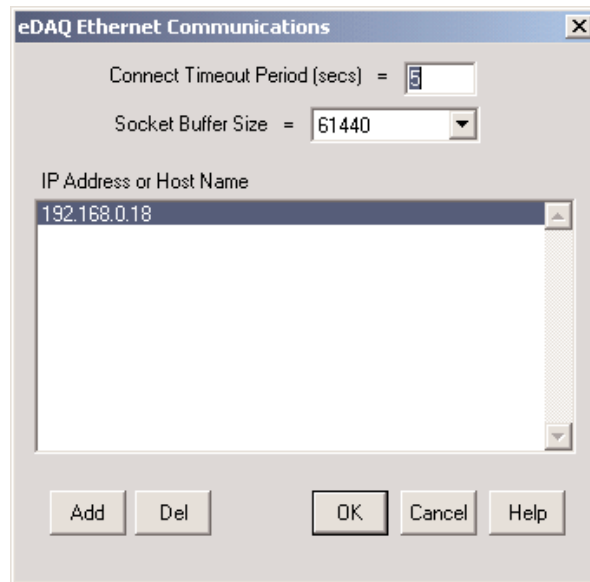 eDAQ Ethernet Communications
Connect Timeout Period (secs) = 5
Socket Buffer Size = 61440
IP Address or Host Name
192.168.0.18
Add Del OK Cancel Help